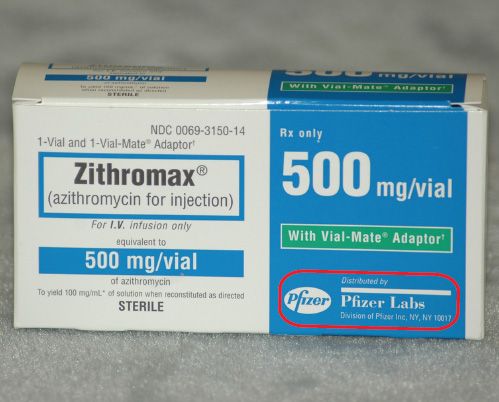 500 mg/vial
of azithromycin
To yield 100 mg/mL* of solution
when reconstituted as directed
STERILE
500 mg/vial
With Vial-Mate® Adaptor†
NDC 0069-3150-14
1-Vial and 1-Vial-Mate® Adaptor†
Zithromax®
(azithromycin for injection)
For I.V. infusion only
equivalent to
500 mg/vial
of azithromycin
To yield 100 mg/mL* of solution when reconstituted as directed
STERILE
Rx only
500 mg/vial
With Vial-Mate® Adaptor†
Pfizer
Distributed by
Pfizer Labs
Division of Pfizer Inc, NY, NY 10017